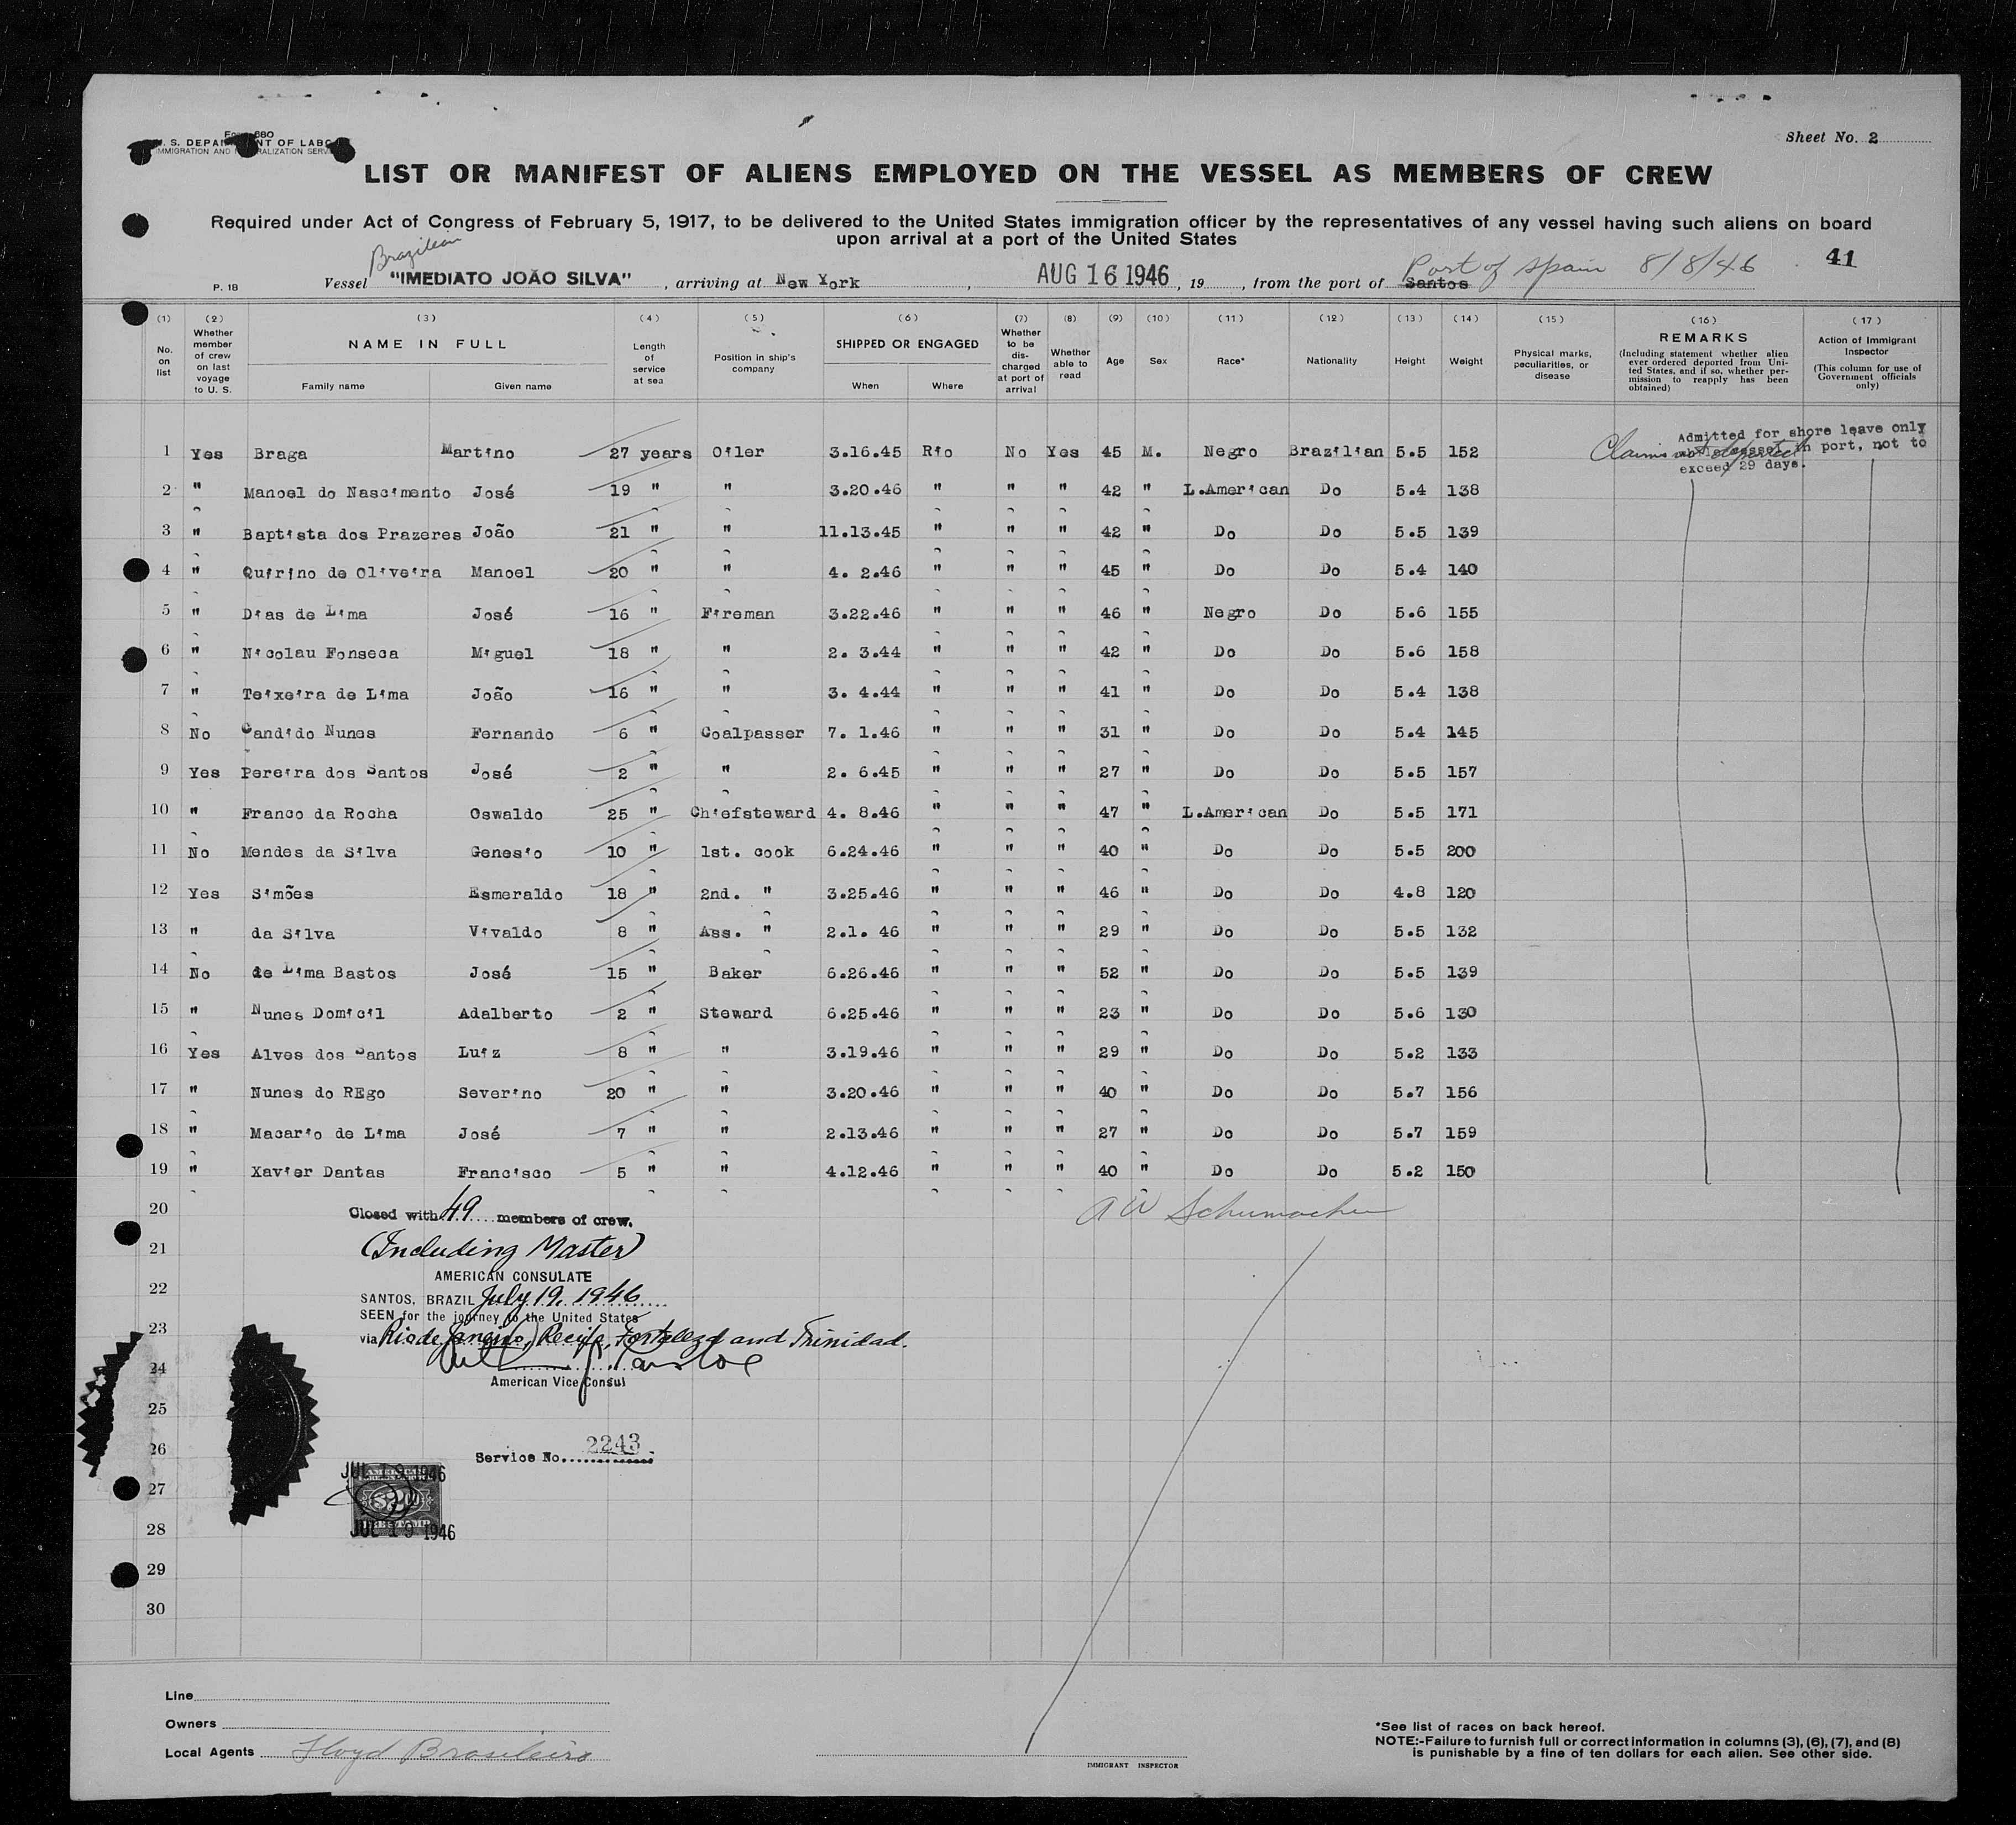 Form 680
U. S. DEPARTMENT OF LABOR
IMMIGRATION AND NATURALIZATION SERVICE
Sheet No. 2
LIST OR MANIFEST OF ALIENS EMPLOYED ON THE VESSEL AS MEMBERS OF CREW
Required under Act of Congress of February 5, 1917, to be delivered to the United States immigration officer by the representatives of any vessel having such aliens on board
upon arrival at a port of the United States
Brazilian
Port of Spain 8/8/46
41
P. 18 Vessel "IMEDIATO JOÃO SILVA", arriving at New York, AUG 16 1946, 19, from the port of Santos
(1) (2) (3) (4) (5) (6) (7) (8) (9) (10) (11) (12) (13) (14) (15) (16) (17)
No. on list
Whether member of crew on last voyage to U. S.
NAME IN FULL
Family name
Given name
Length of service at sea
Position in ship's company
SHIPPED OR ENGAGED
When
Where
Whether to be discharged at port of arrival
Whether able to read
Age
Sex
Race*
Nationality
Height
Weight
Physical marks, peculiarities, or disease
REMARKS
(Including statement whether alien ever ordered deported from United States, and if so, whether permission to reapply has been obtained)
Action of Immigrant Inspector
(This column for use of Government officials only)
Admitted for shore leave only
while vessel in port, not to
exceed 29 days.
Claims not deported
1 Yes Braga Martino 27 years Oiler 3.16.45 Rio No Yes 45 M. Negro Brazilian 5.5 152
2 " Manoel do Nascimento José 19 " " 3.20.46 " " " 42 " L.American Do 5.4 138
3 " Baptista dos Prazeres João 21 " " 11.13.45 " " " 42 " Do Do 5.5 139
4 " Quirino de Oliveira Manoel 20 " " 4. 2.46 " " " 45 " Do Do 5.4 140
5 " Dias de Lima José 16 " Fireman 3.22.46 " " " 46 " Negro Do 5.6 155
6 " Nicolau Fonseca Miguel 18 " " 2. 3.44 " " " 42 " Do Do 5.6 158
7 " Teixeira de Lima João 16 " " 3. 4.44 " " " 41 " Do Do 5.4 138
8 No Candido Nunes Fernando 6 " Coalpasser 7. 1.46 " " " 31 " Do Do 5.4 145
9 Yes Pereira dos Santos José 2 " " 2. 6.45 " " " 27 " Do Do 5.5 157
10 " Franco da Rocha Oswaldo 25 " Chiefsteward 4. 8.46 " " " 47 " L.American Do 5.5 171
11 No Mendes da Silva Genesio 10 " 1st. cook 6.24.46 " " " 40 " Do Do 5.5 200
12 Yes Simões Esmeraldo 18 " 2nd. " 3.25.46 " " " 46 " Do Do 4.8 120
13 " da Silva Vivaldo 8 " Ass. " 2.1. 46 " " " 29 " Do Do 5.5 132
14 No de Lima Bastos José 15 " Baker 6.26.46 " " " 52 " Do Do 5.5 139
15 " Nunes Domicil Adalberto 2 " Steward 6.25.46 " " " 23 " Do Do 5.6 130
16 Yes Alves dos Santos Luiz 8 " " 3.19.46 " " " 29 " Do Do 5.2 133
17 " Nunes do REgo Severino 20 " " 3.20.46 " " " 40 " Do Do 5.7 156
18 " Macario de Lima José 7 " " 2.13.46 " " " 27 " Do Do 5.7 159
19 " Xavier Dantas Francisco 5 " " 4.12.46 " " " 40 " Do Do 5.2 150
20 Closed with 49 members of crew. A W Schumacher
21 (Including Master)
AMERICAN CONSULATE
22 SANTOS, BRAZIL July 19, 1946
SEEN for the journey to the United States
23 via Rio de Janeiro, Recife, Fortaleza and Trinidad.
24
American Vice Consul
25
26 Service No. 2243
JUL 19 1946
27
$2.00
FEE STAMP
28 JUL 19 1946
29
30
Line
Owners
Local Agents Lloyd Brasileiro
IMMIGRANT INSPECTOR
*See list of races on back hereof.
NOTE:-Failure to furnish full or correct information in columns (3), (6), (7), and (8)
is punishable by a fine of ten dollars for each alien. See other side.